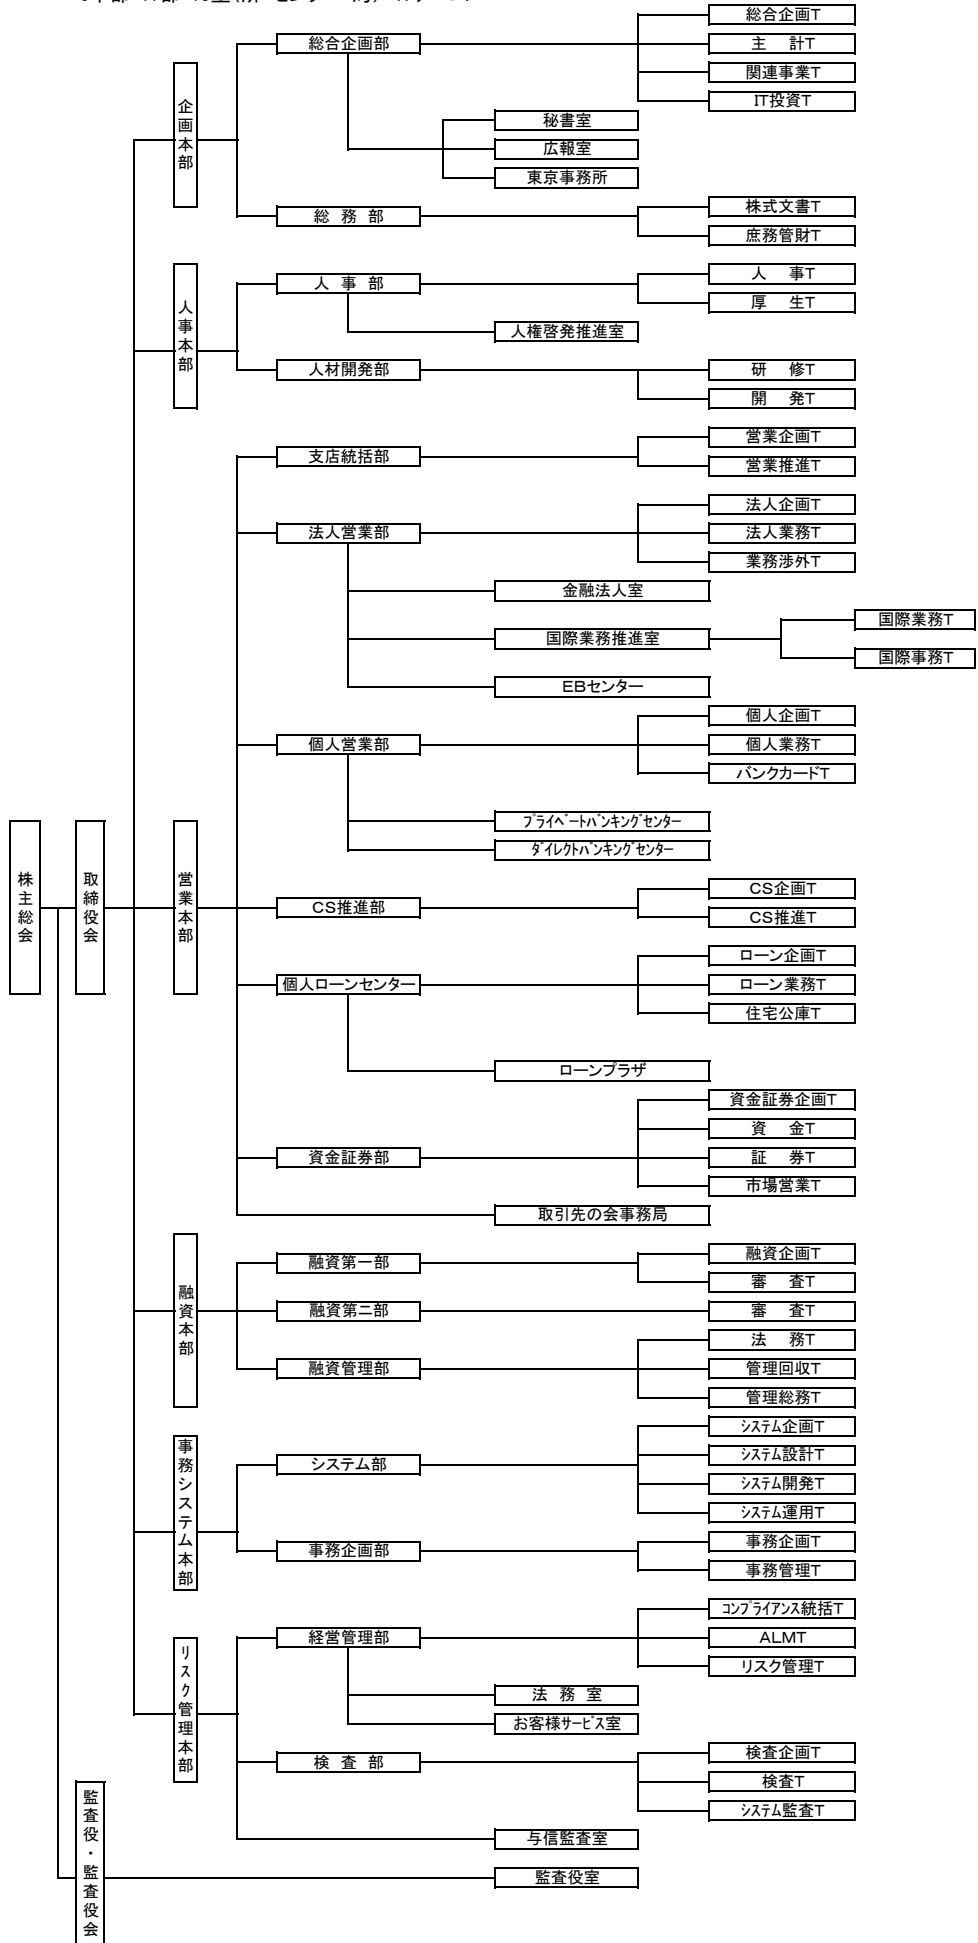 総合企画部
総合企画T
主　計T
関連事業T
IT投資T
企画本部
秘書室
広報室
東京事務所
総 務 部
株式文書T
庶務管財T
人事本部
人 事 部
人　事T
厚　生T
人権啓発推進室
人材開発部
研　修T
開　発T
支店統括部
営業企画T
営業推進T
法人営業部
法人企画T
法人業務T
業務渉外T
金融法人室
国際業務推進室
国際業務T
国際事務T
EBセンター
個人営業部
個人企画T
個人業務T
バンクカードT
プライベートバンキングセンター
ダイレクトバンキングセンター
株主総会
取締役会
営業本部
CS推進部
CS企画T
CS推進T
個人ローンセンター
ローン企画T
ローン業務T
住宅公庫T
ローンプラザ
資金証券部
資金証券企画T
資　金T
証　券T
市場営業T
取引先の会事務局
融資本部
融資第一部
融資企画T
審　査T
融資第二部
審　査T
融資管理部
法　務T
管理回収T
管理総務T
事務システム本部
システム部
システム企画T
システム設計T
システム開発T
システム運用T
事務企画部
事務企画T
事務管理T
リスク管理本部
経営管理部
コンプライアンス統括T
ALMT
リスク管理T
法 務 室
お客様サービス室
検 査 部
検査企画T
検査T
システム監査T
与信監査室
監査役・監査役会
監査役室